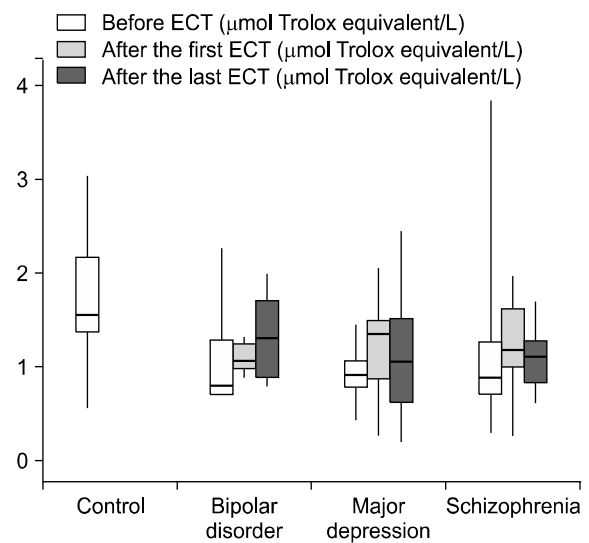 Before ECT (μmol Trolox equivalent/L)
After the first ECT (μmol Trolox equivalent/L)
After the last ECT (μmol Trolox equivalent/L)
4
3
2
1
0
Control
Bipolar
disorder
Major
depression
Schizophrenia